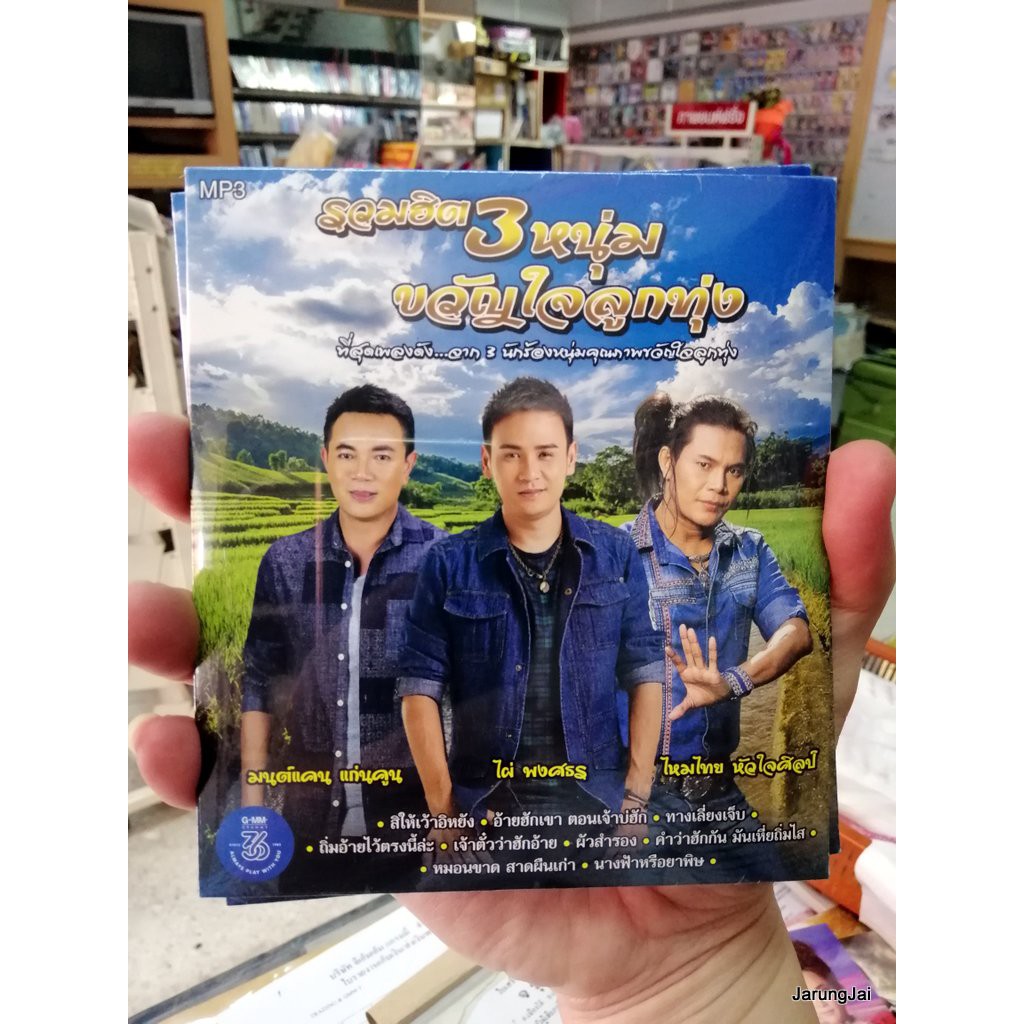 MP3
รวมฮิต 3 หนุ่ม
ขวัญใจลูกทุ่ง
ที่สุดเพลงดัง...จาก 3 นักร้องหนุ่มคุณภาพขวัญใจลูกทุ่ง
มนต์แคน แก่นคูน
ไผ่ พงศธร
ไหมไทย หัวใจศิลป์
• สิให้เว้าอิหยัง • อ้ายฮักเขา ตอนเจ้าบ่ฮัก • ทางเลี่ยงเจ็บ •
• ถิ่มอ้ายไว้ตรงนี้ล่ะ • เจ้าตั๋วว่าฮักอ้าย • ผัวสำรอง • คำว่าฮักกัน มันเหี่ยถิ่มไส •
• หมอนขาด สาดผืนเก่า • นางฟ้าหรือยาพิษ •
G-MM
36
ALWAYS PLAY WITH YOU
JarungJai